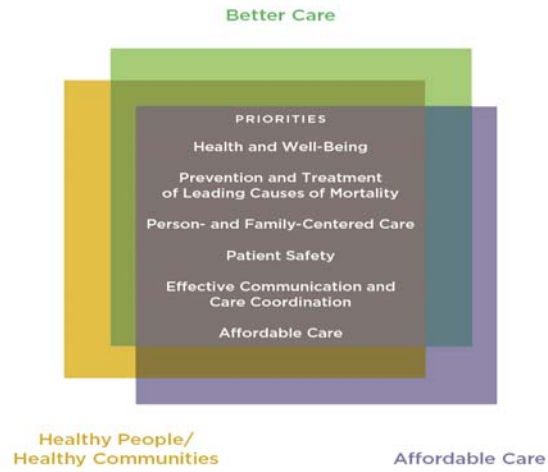 Better Care
PRIORITIES
Health and Well-Being
Prevention and Treatment
of Leading Causes of Mortality
Person- and Family-Centered Care
Patient Safety
Effective Communication and
Care Coordination
Affordable Care
Healthy People/
Healthy Communities
Affordable Care